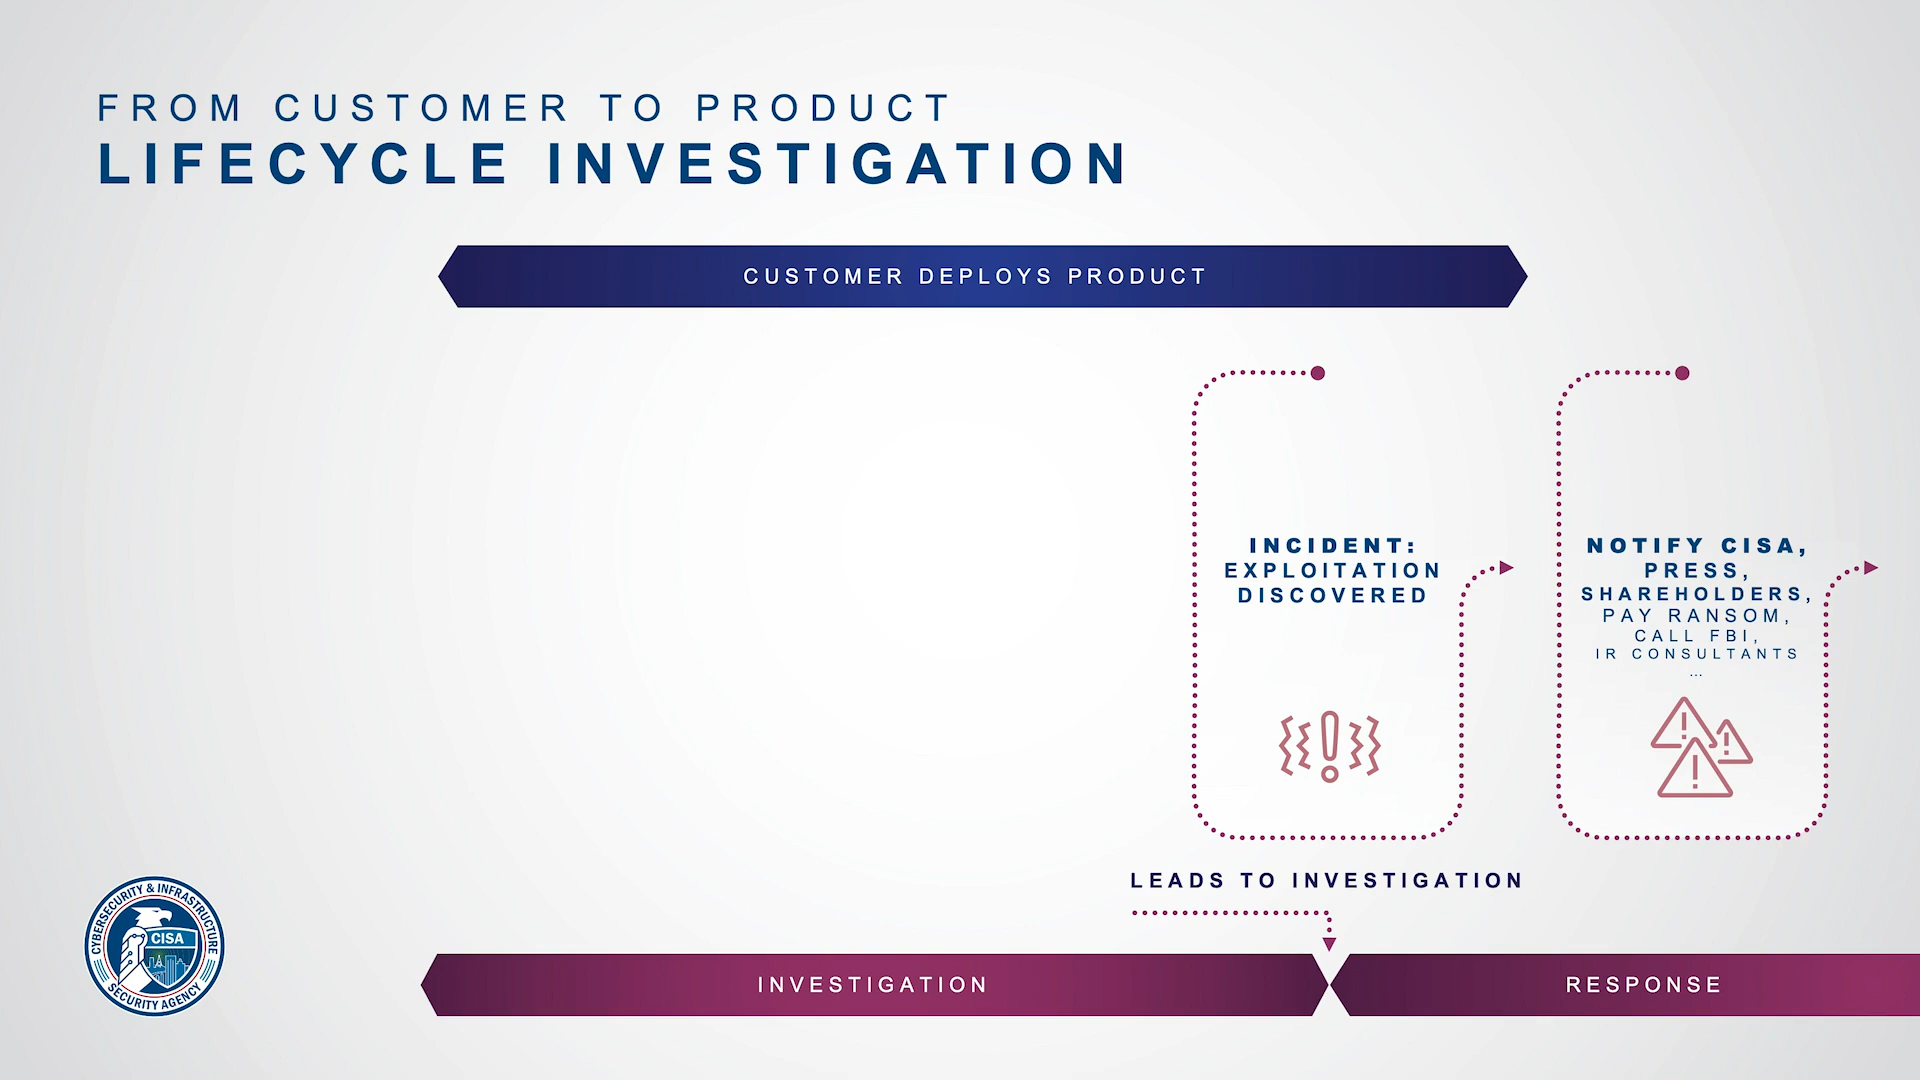 FROM CUSTOMER TO PRODUCT
LIFECYCLE INVESTIGATION
CUSTOMER DEPLOYS PRODUCT
INCIDENT:
EXPLOITATION
DISCOVERED
NOTIFY CISA,
PRESS,
SHAREHOLDERS,
PAY RANSOM,
CALL FBI,
IR CONSULTANTS
...
LEADS TO INVESTIGATION
INVESTIGATION
RESPONSE
CYBERSECURITY & INFRASTRUCTURE
CISA
SECURITY AGENCY